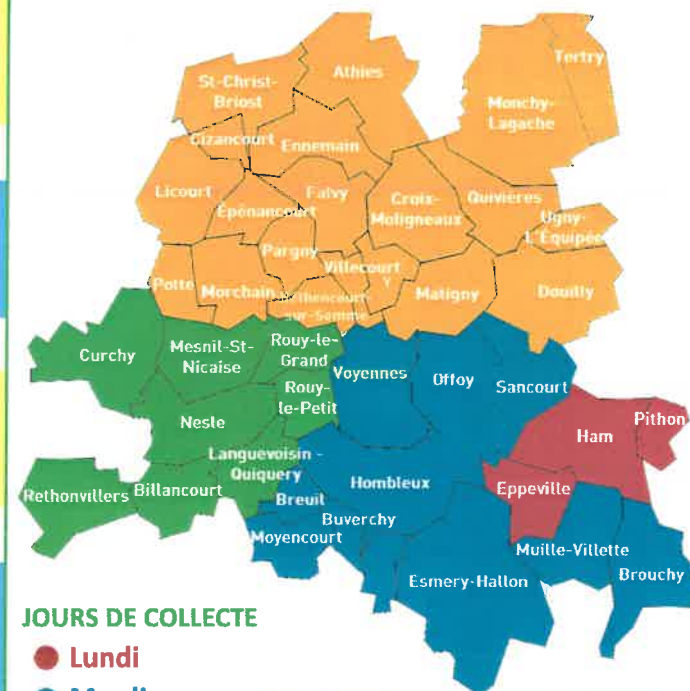 Tertry
Athies
St-Christ-
Briost
Monchy-
Lagache
Cizancourt
Ennemain
Licourt
Falvy
Croix-
Moligneaux
Quivières
Épénancourt
Ugny-
L'Équipée
Pargny
Villecourt
Y
Potte
Morchain
Béthencourt-
sur-Somme
Matigny
Douilly
Curchy
Mesnil-St-
Nicaise
Rouy-le-
Grand
Voyennes
Offoy
Sancourt
Rouy-
le-Petit
Nesle
Ham
Pithon
Languevoisin -
Quiquery
Rethonvillers
Billancourt
Breuil
Hombleux
Eppeville
Buverchy
Moyencourt
Muille-Villette
Esmery-Hallon
Brouchy
JOURS DE COLLECTE
Lundi